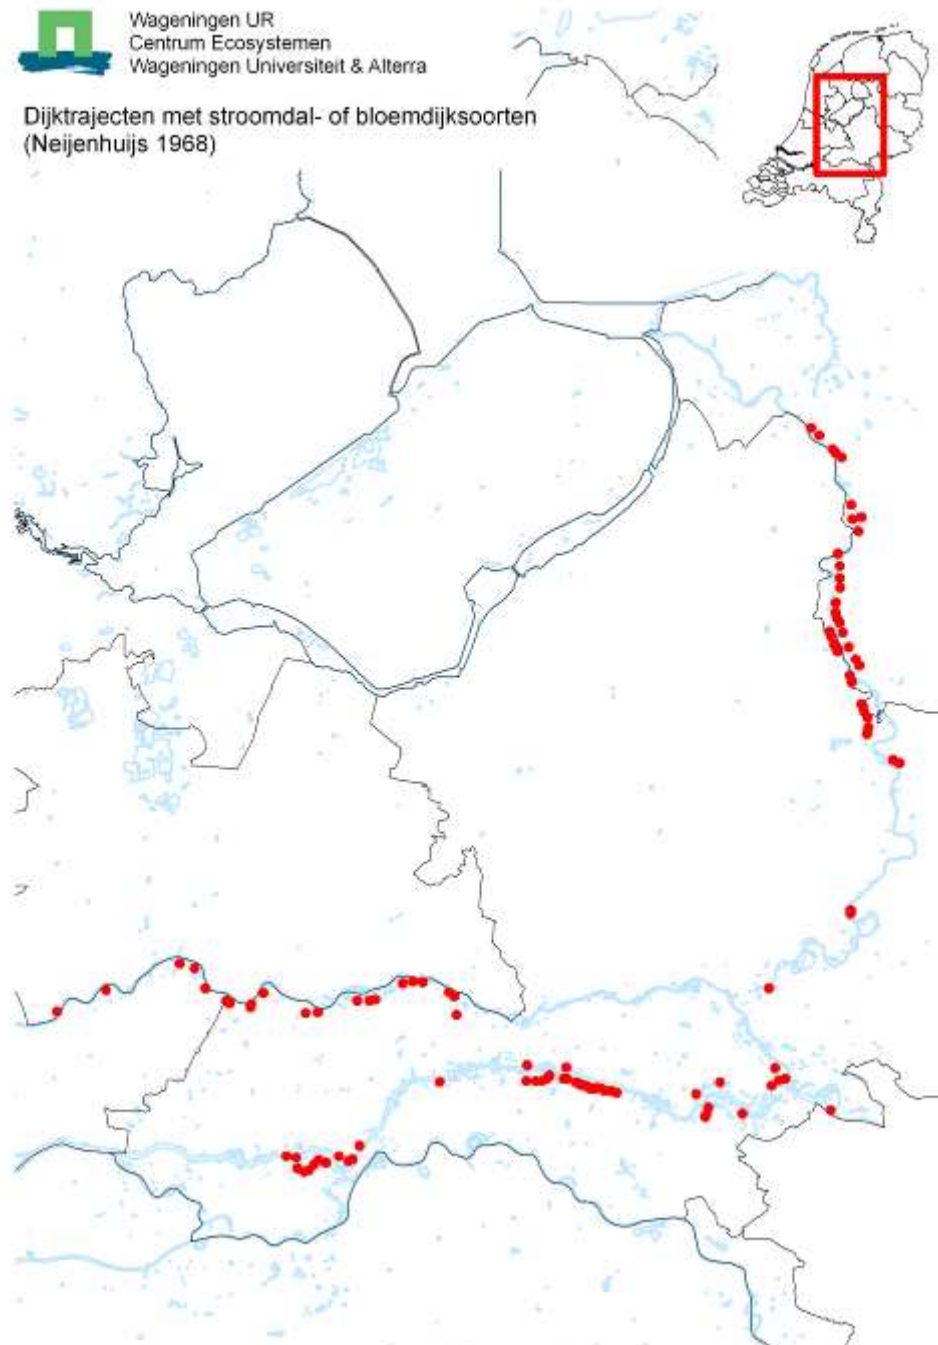 Wageningen UR
Centrum Ecosystemen
Wageningen Universiteit & Alterra
Dijktrajecten met stroomdal- of bloemdijksoorten
(Neijenhuijs 1968)